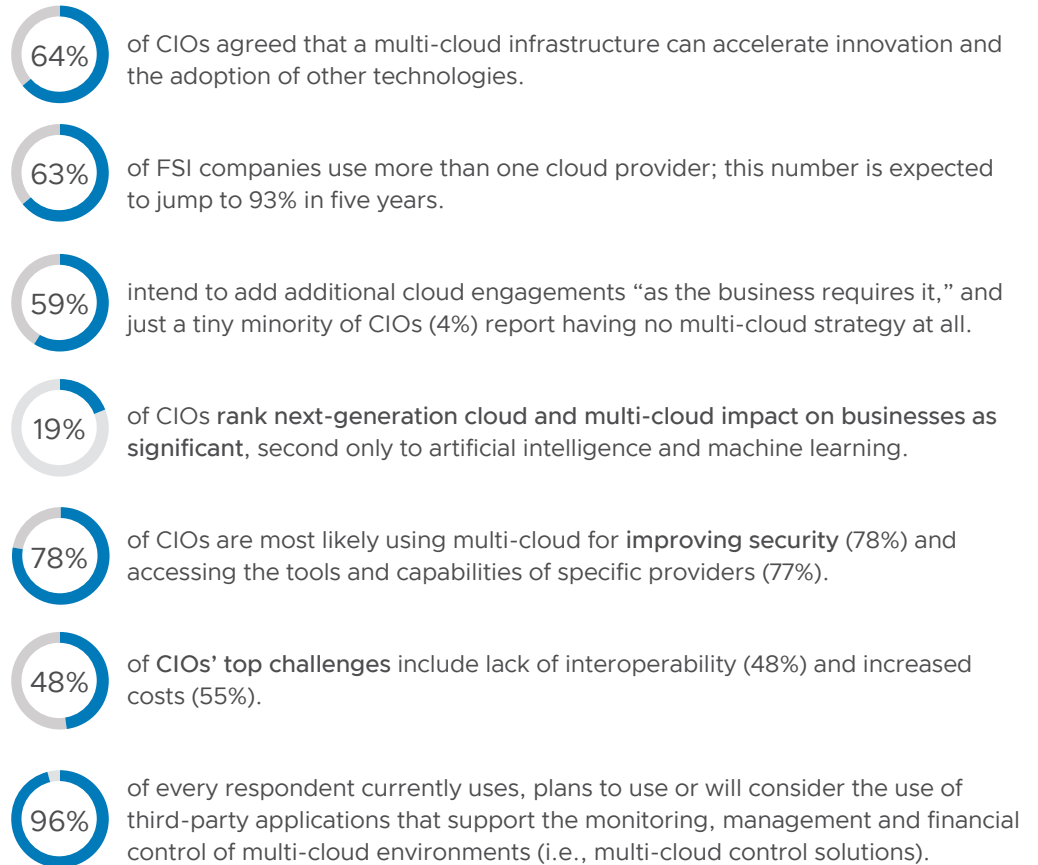 64%
of CIOs agreed that a multi-cloud infrastructure can accelerate innovation and
the adoption of other technologies.
63%
of FSI companies use more than one cloud provider; this number is expected
to jump to 93% in five years.
59%
intend to add additional cloud engagements “as the business requires it,” and
just a tiny minority of CIOs (4%) report having no multi-cloud strategy at all.
19%
of CIOs rank next-generation cloud and multi-cloud impact on businesses as
significant, second only to artificial intelligence and machine learning.
78%
of CIOs are most likely using multi-cloud for improving security (78%) and
accessing the tools and capabilities of specific providers (77%).
48%
of CIOs’ top challenges include lack of interoperability (48%) and increased
costs (55%).
96%
of every respondent currently uses, plans to use or will consider the use of
third-party applications that support the monitoring, management and financial
control of multi-cloud environments (i.e., multi-cloud control solutions).